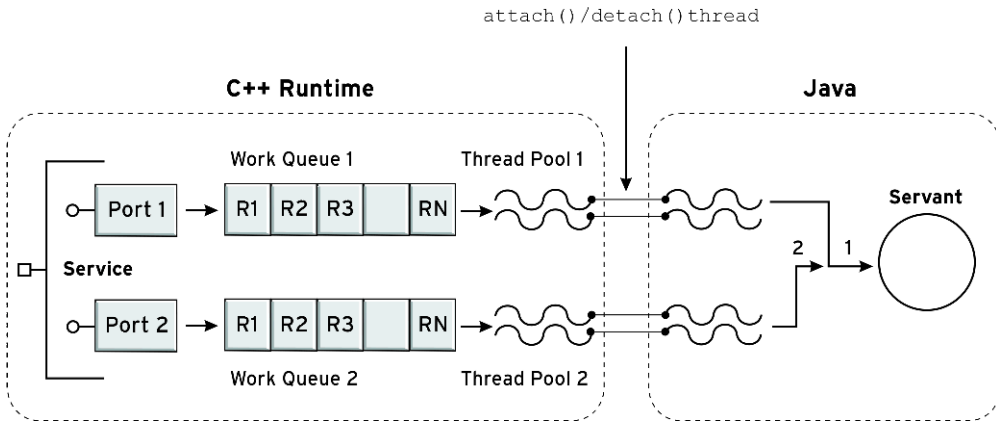 attach()/detach()thread
C++ Runtime
Java
Work Queue 1
Thread Pool 1
Port 1
R1 R2 R3 RN
Servant
Service
2
1
Port 2
R1 R2 R3 RN
Work Queue 2
Thread Pool 2